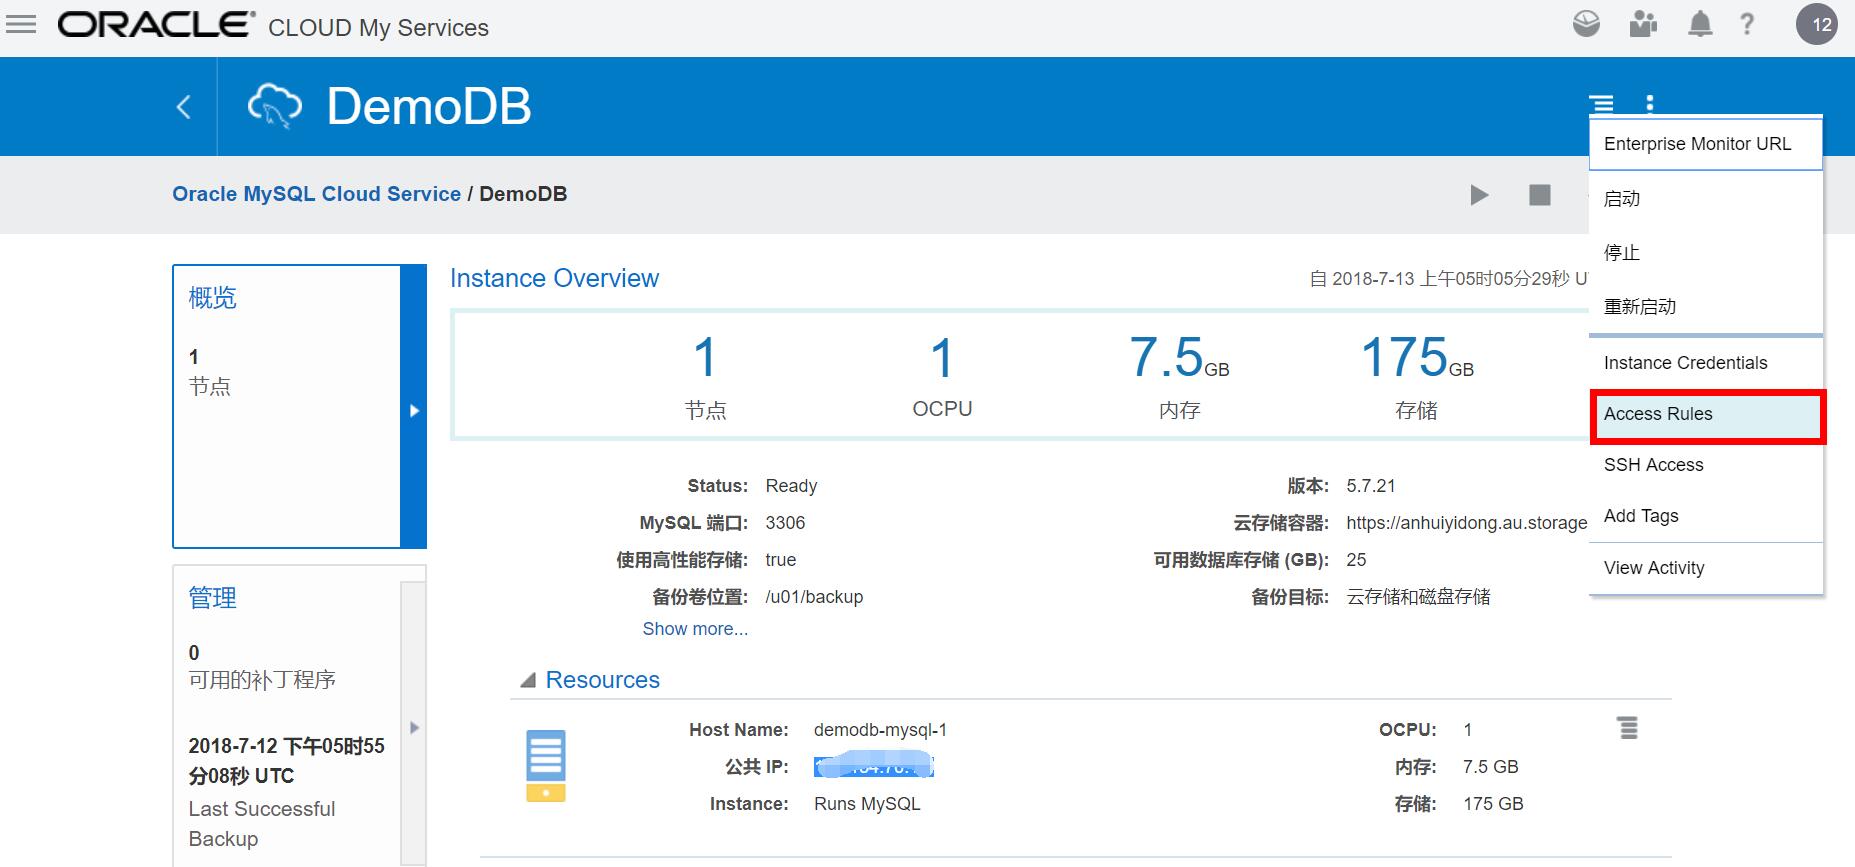 ORACLE® CLOUD My Services
12
DemoDB
Oracle MySQL Cloud Service / DemoDB
Enterprise Monitor URL
启动
停止
重新启动
Instance Credentials
Access Rules
SSH Access
Add Tags
View Activity
概览
1
节点
管理
0
可用的补丁程序
2018-7-12 下午05时55
分08秒 UTC
Last Successful
Backup
Instance Overview
自 2018-7-13 上午05时05分29秒
1
节点
1
OCPU
7.5GB
内存
175GB
存储
Status: Ready
MySQL 端口: 3306
使用高性能存储: true
备份卷位置: /u01/backup
Show more...
版本: 5.7.21
云存储容器: https://anhuiyidong.au.storage
可用数据库存储 (GB): 25
备份目标: 云存储和磁盘存储
Resources
Host Name: demodb-mysql-1
公共 IP:
Instance: Runs MySQL
OCPU: 1
内存: 7.5 GB
存储: 175 GB